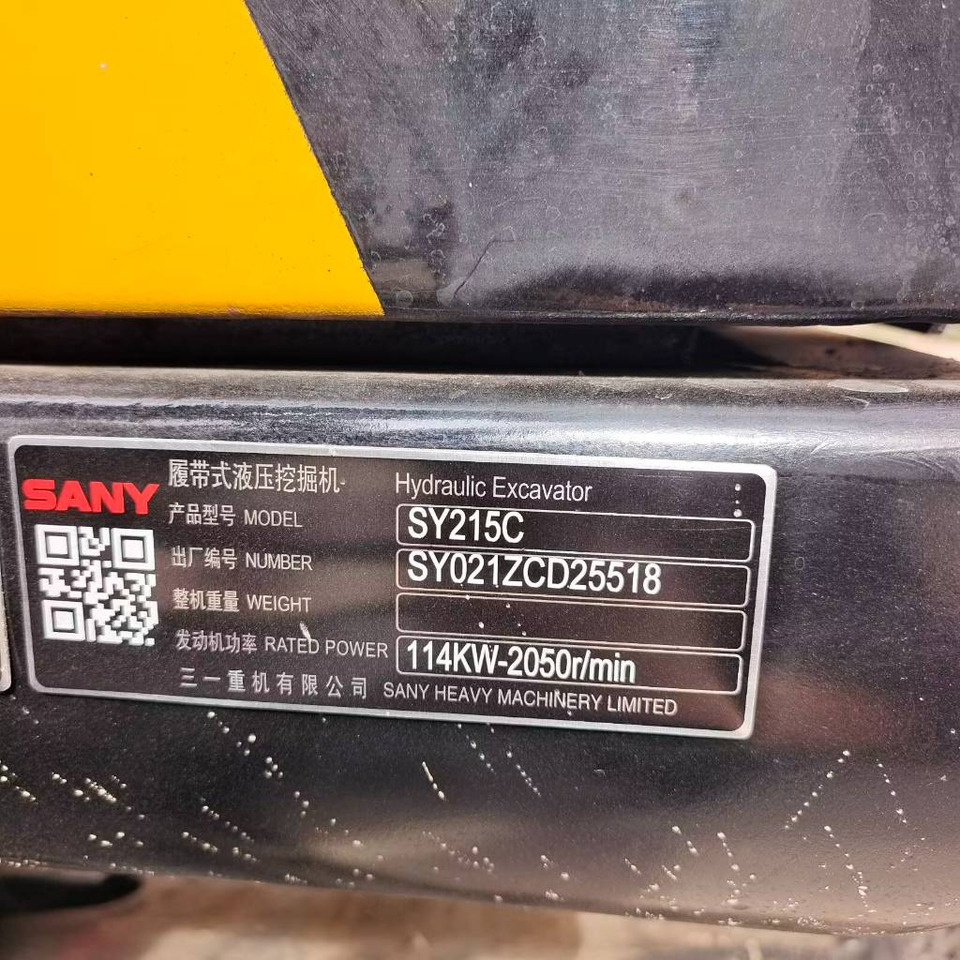 SANY
履带式液压挖掘机 Hydraulic Excavator
产品型号 MODEL SY215C
出厂编号 NUMBER SY021ZCD25518
整机重量 WEIGHT
发动机功率 RATED POWER 114KW-2050r/min
三一重机有限公司 SANY HEAVY MACHINERY LIMITED